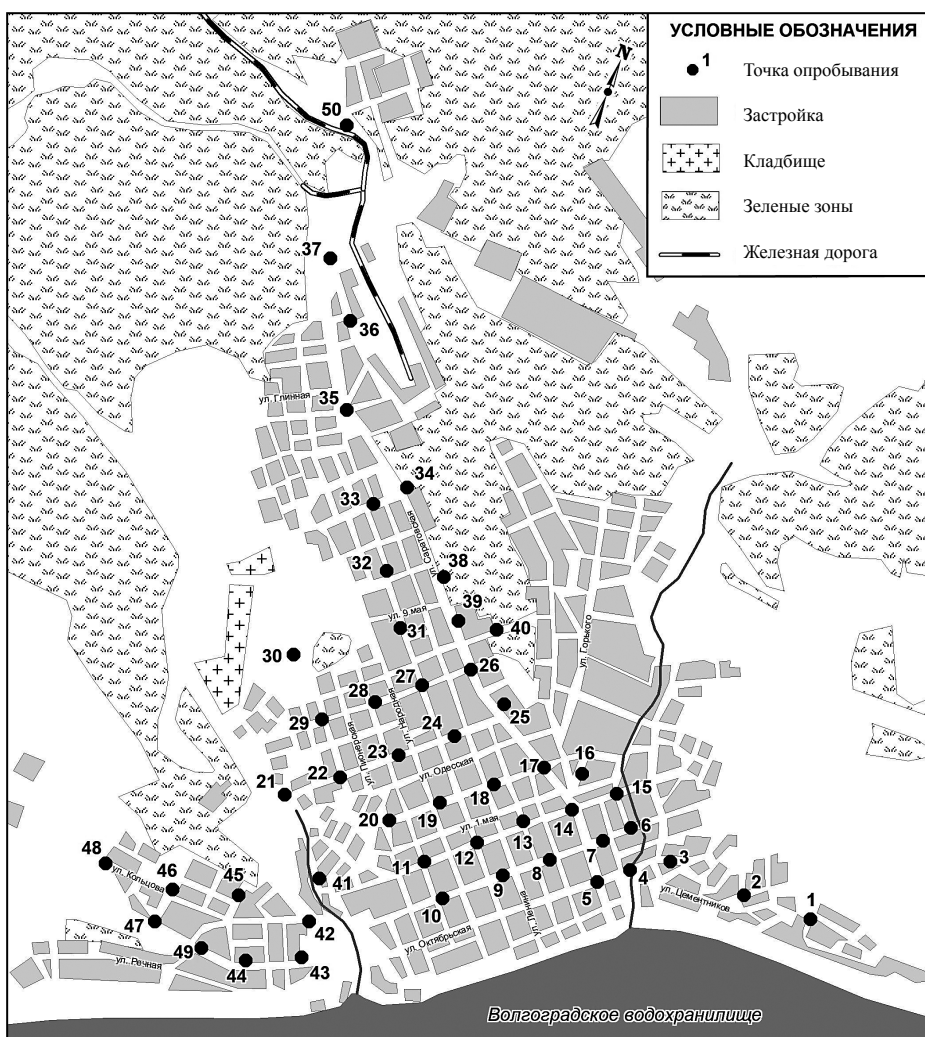 УСЛОВНЫЕ ОБОЗНАЧЕНИЯ
N
1
Точка опробывания
Застройка
Кладбище
Зеленые зоны
Железная дорога
50
37
36
ул. Глинная
35
34
33
ул. Саратовская
32
38
39
ул. 9 мая
31
40
ул. Горького
30
26
27
28
ул. Народная
29
25
ул. Пионерская
24
23
17
16
ул. Одесская
22
21
18
15
19
20
14
ул. 1 мая
13
6
12
7
48
11
8
3
41
ул. Кольцова
46
45
9
4
2
5
ул. Цементников
10
ул. Ленина
1
47
42
ул. Октябрьская
49
ул. Речная
44
43
Волгоградское водохранилище